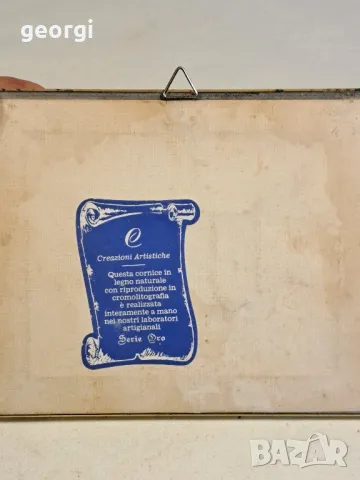 georgi
C
Creazioni Artistiche
Questa cornice in
legno naturale
con riproduzione in
cromolitografia
è realizzata
interamente a mano
nei nostri laboratori
artigianali
Serie Oro
BAZAR